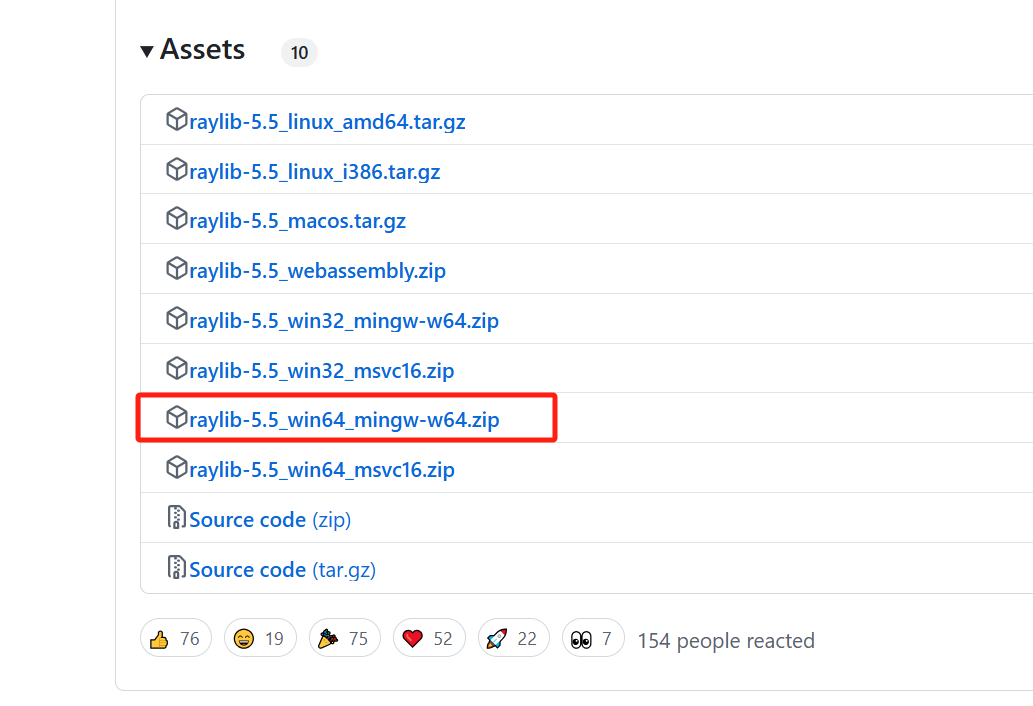 Assets 10
raylib-5.5_linux_amd64.tar.gz
raylib-5.5_linux_i386.tar.gz
raylib-5.5_macos.tar.gz
raylib-5.5_webassembly.zip
raylib-5.5_win32_mingw-w64.zip
raylib-5.5_win32_msvc16.zip
raylib-5.5_win64_mingw-w64.zip
raylib-5.5_win64_msvc16.zip
Source code (zip)
Source code (tar.gz)
76 19 75 52 22 7 154 people reacted